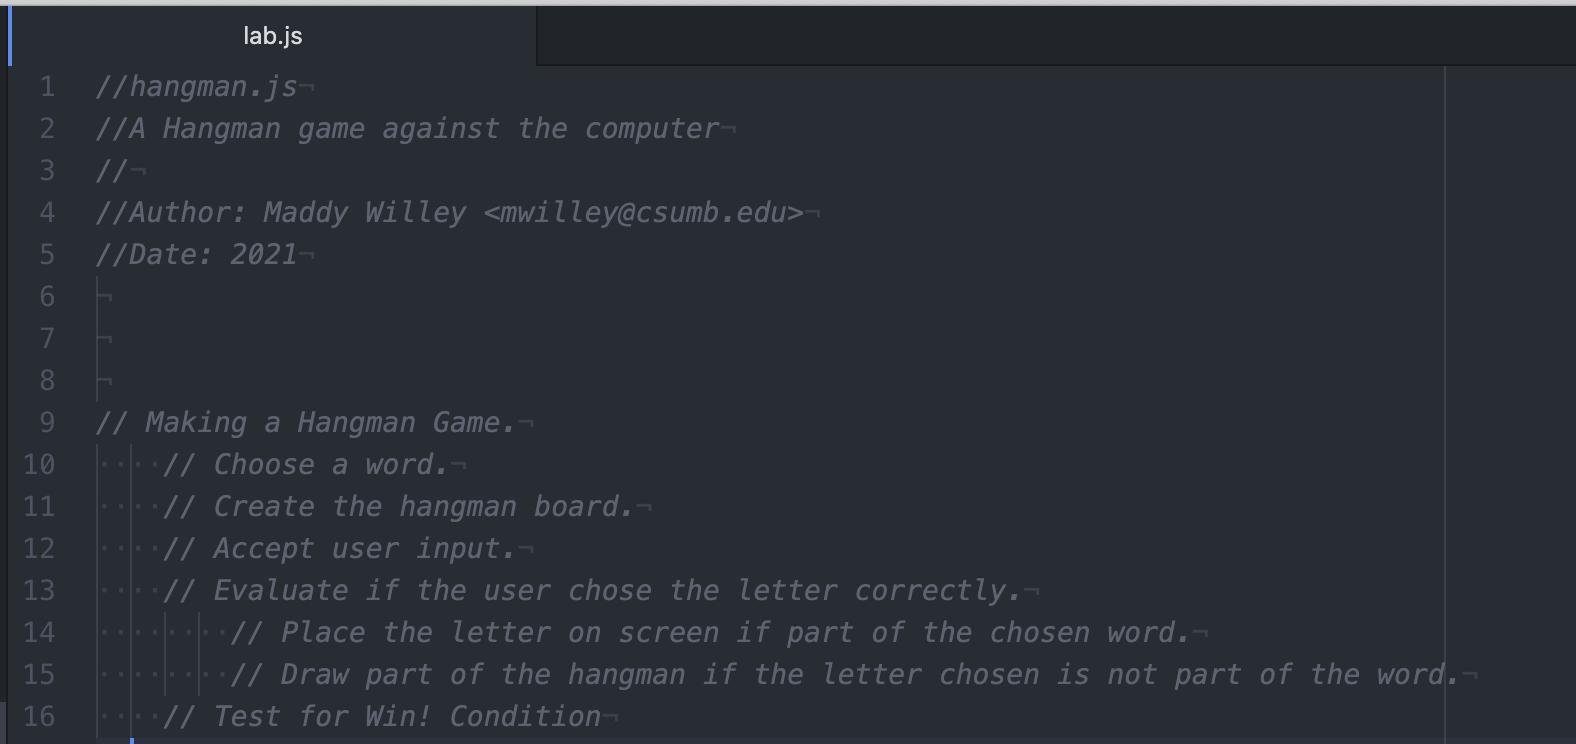 lab.js
1 //hangman.js¬
2 //A Hangman game against the computer¬
3 //¬
4 //Author: Maddy Willey <mwilley@csumb.edu>¬
5 //Date: 2021¬
6 ¬
7 ¬
8 ¬
9 // Making a Hangman Game.¬
10 ····// Choose a word.¬
11 ····// Create the hangman board.¬
12 ····// Accept user input.¬
13 ····// Evaluate if the user chose the letter correctly.¬
14 ········// Place the letter on screen if part of the chosen word.¬
15 ········// Draw part of the hangman if the letter chosen is not part of the word.¬
16 ····// Test for Win! Condition¬